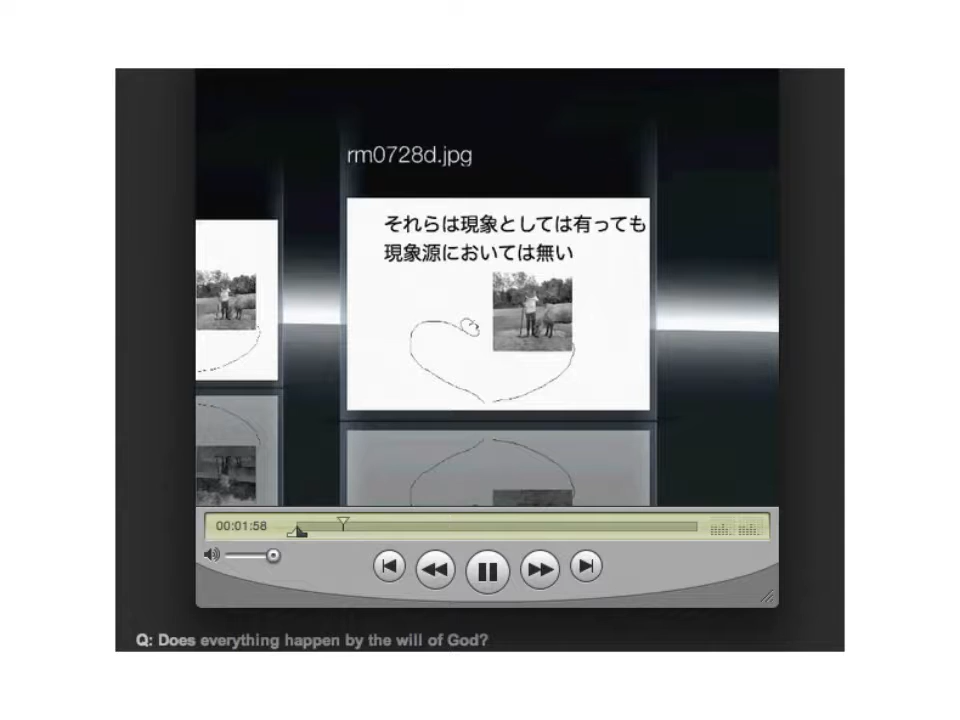 rm0728d.jpg
それらは現象としては有っても
現象源においては無い
00:01:58
Q: Does everything happen by the will of God?